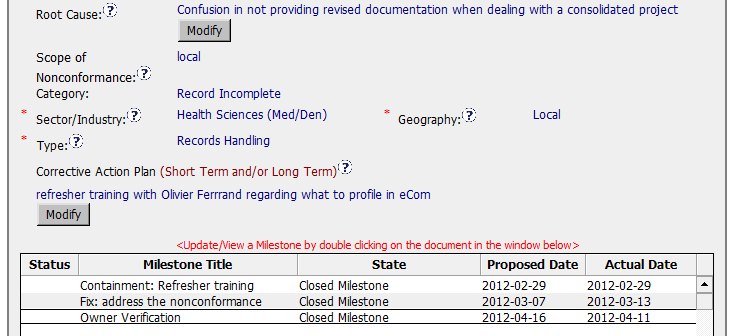 Root Cause:? Confusion in not providing revised documentation when dealing with a consolidated project
Modify
Scope of local
Nonconformance:?
Category: Record Incomplete
* Sector/Industry:? Health Sciences (Med/Den) * Geography:? Local
* Type:? Records Handling
Corrective Action Plan (Short Term and/or Long Term)?
refresher training with Olivier Ferrrand regarding what to profile in eCom
Modify
<Update/View a Milestone by double clicking on the document in the window below>
Status Milestone Title State Proposed Date Actual Date
Containment: Refresher training Closed Milestone 2012-02-29 2012-02-29
Fix: address the nonconformance Closed Milestone 2012-03-07 2012-03-13
Owner Verification Closed Milestone 2012-04-16 2012-04-11